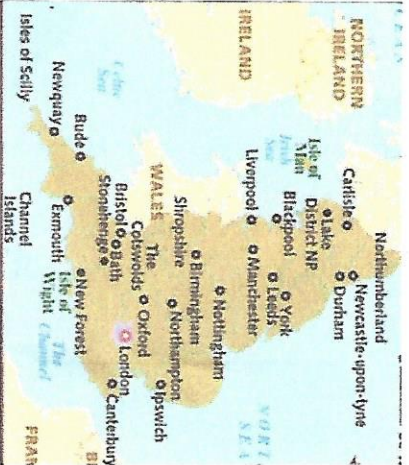 NORTHERN
IRELAND
IRELAND
Northumberland
Newcastle-upon-tyne
Carlisle
Durham
Lake
District NP
Isle of
Man
Irish
Sea
Blackpool
York
Leeds
Liverpool
Manchester
NORTH
SEA
Nottingham
Birmingham
Shropshire
Northampton
WALES
Ipswich
The
Cotswolds
Oxford
Celtic
Sea
London
Bristol
Bath
Stonehenge
Canterbury
Bude
New Forest
Newquay
Exmouth
Isle of
Wight
The
Channel
Isles of Scilly
Channel
Islands